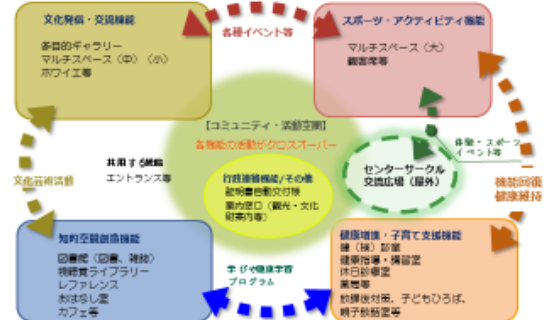 文化発信・交流機能
多目的ギャラリー
マルチスペース（中）（小）
ホワイエ等
各種イベント等
スポーツ・アクティビティ機能
マルチスペース（大）
観客席等
【コミュニティ・活動空間】
各機能の活動がクロスオーバー
共用する機能
エントランス等
文化芸術活動
行政連携機能/その他
証明書自動交付機
案内窓口（観光・文化
財案内等）
センターサークル
交流広場（屋外）
体験・スポーツ
イベント等
機能回復
健康維持
知的空間創造機能
図書館（図書、雑誌）
視聴覚ライブラリー
レファレンス
おはなし室
カフェ等
学びや健康学習
プログラム
健康増進・子育て支援機能
健（検）診室
健康指導・講習室
休日診療室
薬局等
放課後対策、子どもひろば、
親子談話室等